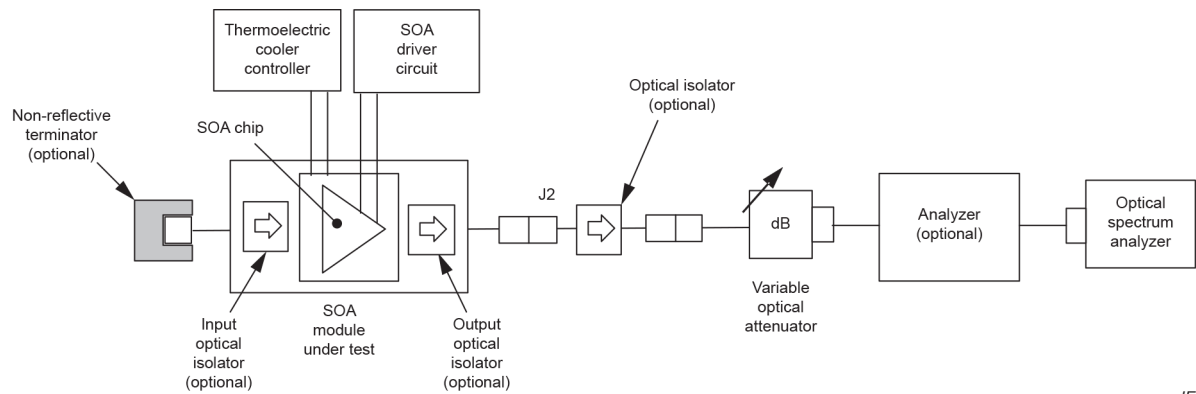 Thermoelectric
cooler
controller
SOA
driver
circuit
Optical isolator
(optional)
Non-reflective
terminator
(optional)
SOA chip
J2
dB
Analyzer
(optional)
Optical
spectrum
analyzer
Variable
optical
attenuator
Input
optical
isolator
(optional)
SOA
module
under test
Output
optical
isolator
(optional)